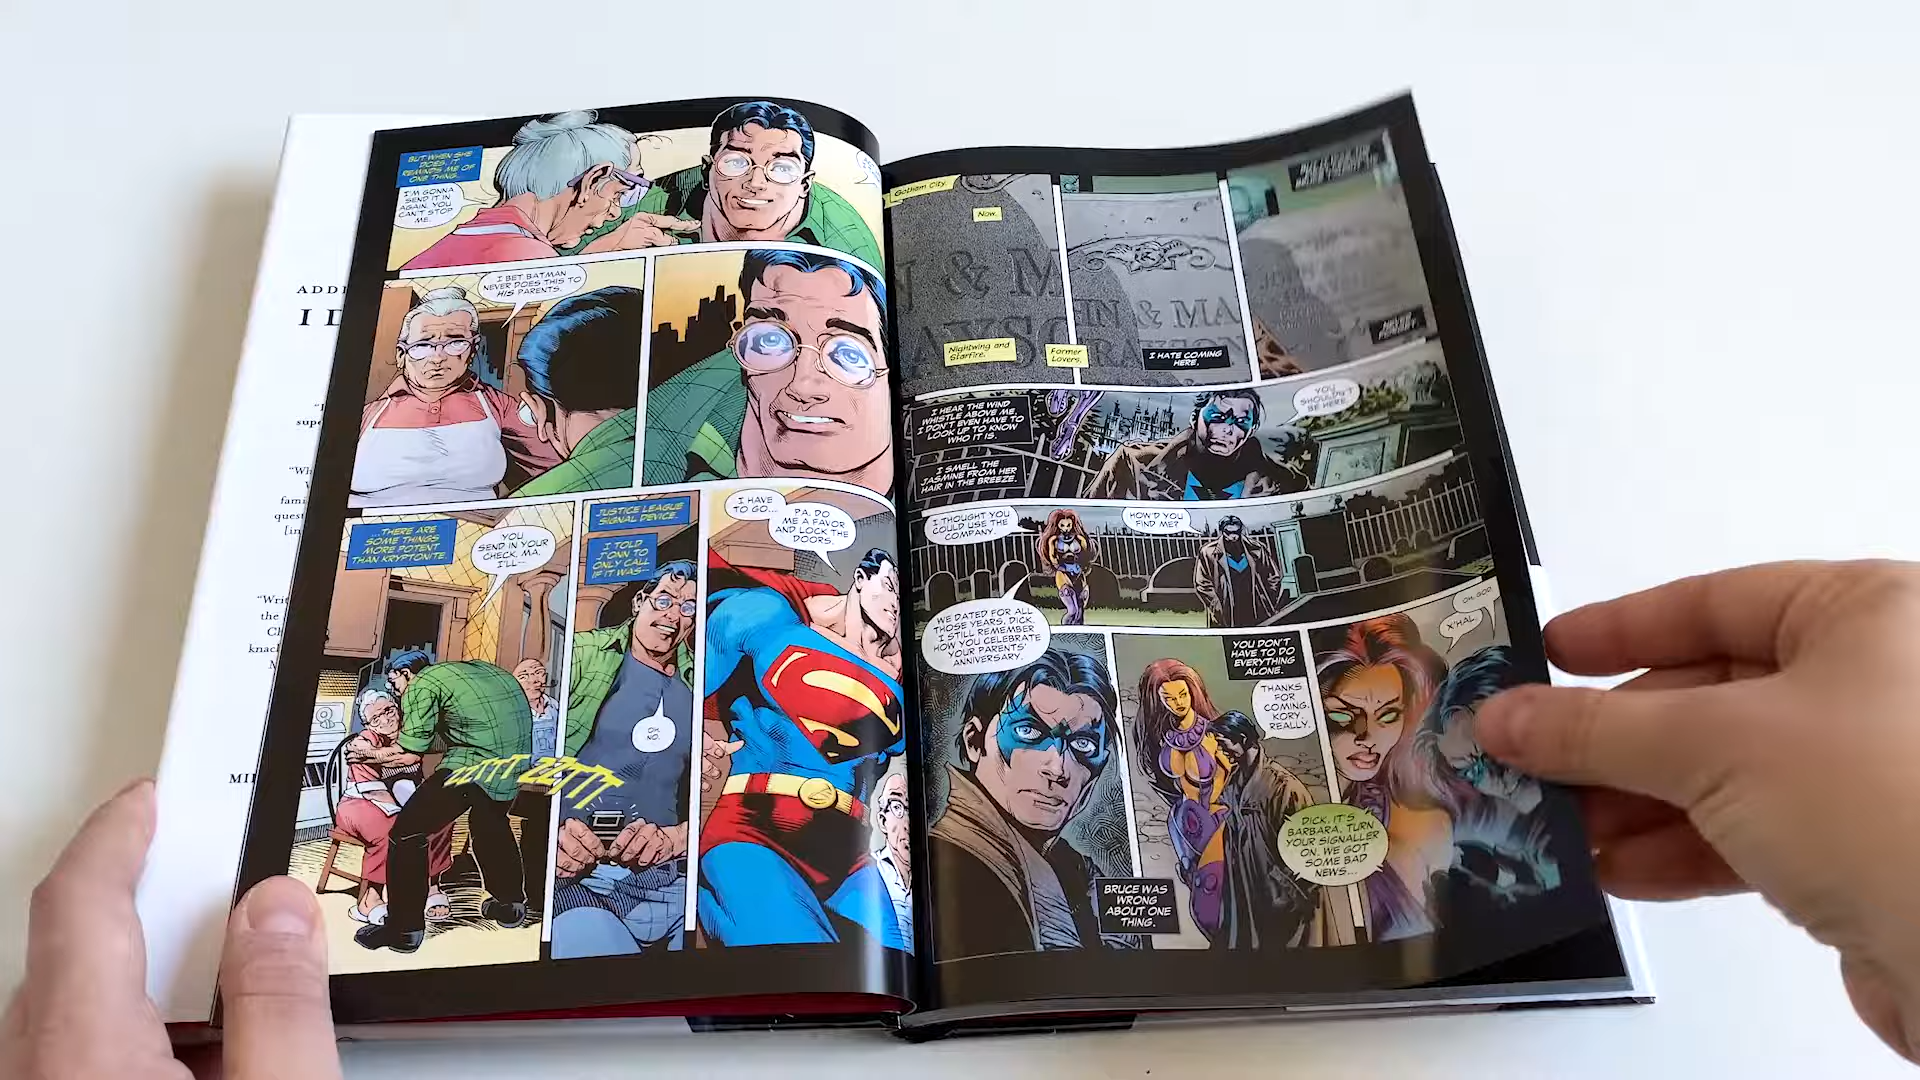 BUT WHEN SHE
DOES, IT
REMINDS ME OF
ONE THING.
I'M GONNA
SEND IT IN
AGAIN. YOU
CAN'T STOP
ME.
I BET BATMAN
NEVER DOES THIS TO
HIS PARENTS.
...THERE ARE
SOME THINGS
MORE POTENT
THAN KRYPTONITE.
YOU
SEND IN YOUR
CHECK, MA.
I'LL--
ZZTTT ZZTTT
JUSTICE LEAGUE
SIGNAL DEVICE.
I TOLD
J'ONN TO
ONLY CALL
IF IT WAS--
OH,
NO.
I HAVE
TO GO...
PA, DO
ME A FAVOR
AND LOCK THE
DOORS.
Gotham City.
Now.
N & M
IN & MA
Nightwing and
Starfire.
Former
Lovers.
I HATE COMING
HERE.
NEVER
I HEAR THE WIND
WHISTLE ABOVE ME.
I DON'T EVEN HAVE TO
LOOK UP TO KNOW
WHO IT IS.
I SMELL THE
JASMINE FROM HER
HAIR IN THE BREEZE.
YOU
SHOULDN'T
BE HERE.
I THOUGHT YOU
COULD USE THE
COMPANY.
HOW'D YOU
FIND ME?
WE DATED FOR ALL
THOSE YEARS, DICK.
I STILL REMEMBER
HOW YOU CELEBRATE
YOUR PARENTS'
ANNIVERSARY.
YOU DON'T
HAVE TO DO
EVERYTHING
ALONE.
THANKS
FOR
COMING,
KORY.
REALLY.
BRUCE WAS
WRONG
ABOUT ONE
THING.
OH, GOD.
X'HAL.
DICK, IT'S
BARBARA. TURN
YOUR SIGNALLER
ON. WE GOT
SOME BAD
NEWS...